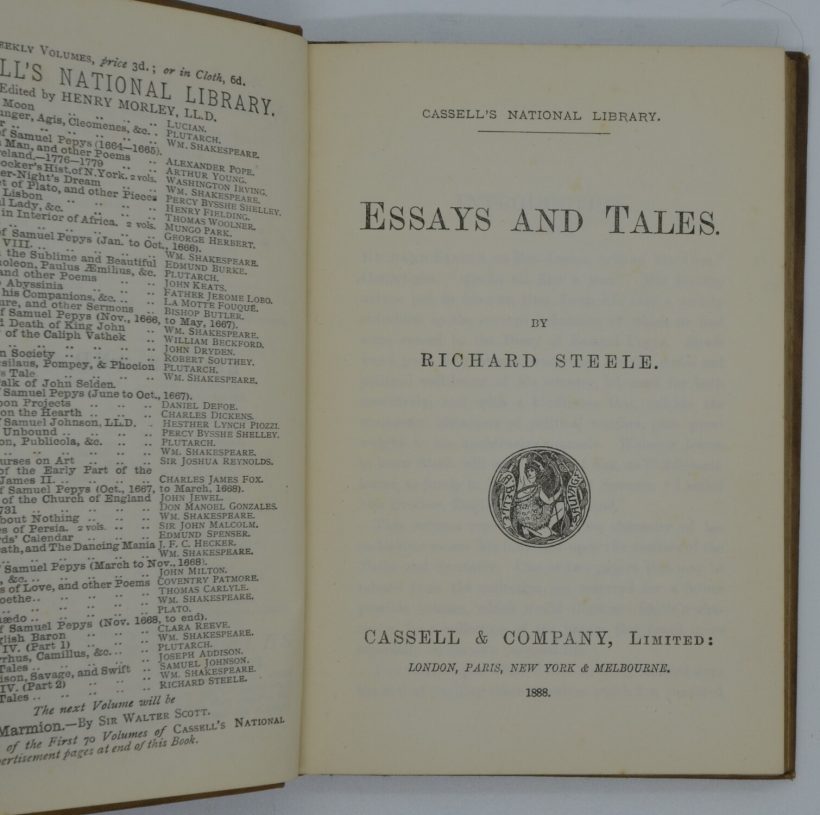 EEKLY VOLUMES, price 3d.; or in Cloth, 6d.
LL'S NATIONAL LIBRARY.
Edited by HENRY MORLEY, LL.D.
Moon .. .. .. .. LUCIAN.
unger, Agis, Cleomenes, &c. .. PLUTARCH.
r .. .. .. .. WM. SHAKESPEARE.
f Samuel Pepys (1664—1665).
s Man, and other Poems .. ALEXANDER POPE.
reland.—1776—1779 .. ARTHUR YOUNG.
ocker's Hist. of N.York. 2 vols. WASHINGTON IRVING.
er-Night's Dream .. WM. SHAKESPEARE.
et of Plato, and other Pieces PERCY BYSSHE SHELLEY.
Lisbon .. .. HENRY FIELDING.
al Lady, &c. .. THOMAS WOOLNER.
in Interior of Africa. 2 vols. MUNGO PARK.
.. .. GEORGE HERBERT.
f Samuel Pepys (Jan. to Oct., 1666).
VIII. .. .. WM. SHAKESPEARE.
the Sublime and Beautiful EDMUND BURKE.
oleon, Paulus Æmilius, &c. PLUTARCH.
and other Poems .. JOHN KEATS.
Abyssinia .. FATHER JEROME LOBO.
his Companions, &c. .. LA MOTTE FOUQUÉ.
ure, and other Sermons .. BISHOP BUTLER.
f Samuel Pepys (Nov., 1666, to May, 1667).
d Death of King John .. WM. SHAKESPEARE.
of the Caliph Vathek .. WILLIAM BECKFORD.
.. .. JOHN DRYDEN.
n Society .. .. ROBERT SOUTHEY.
silaus, Pompey, & Phocion PLUTARCH.
s Tale .. .. WM. SHAKESPEARE.
alk of John Selden.
f Samuel Pepys (June to Oct., 1667).
pon Projects .. .. DANIEL DEFOE.
on the Hearth .. .. CHARLES DICKENS.
f Samuel Johnson, LL.D. .. HESTHER LYNCH PIOZZI.
Unbound .. .. PERCY BYSSHE SHELLEY.
on, Publicola, &c. .. PLUTARCH.
.. .. WM. SHAKESPEARE.
urses on Art .. .. SIR JOSHUA REYNOLDS.
of the Early Part of the
James II. .. .. CHARLES JAMES FOX.
f Samuel Pepys (Oct., 1667, to March, 1668).
of the Church of England JOHN JEWEL.
731 .. .. DON MANOEL GONZALES.
bout Nothing .. .. WM. SHAKESPEARE.
es of Persia. 2 vols. .. SIR JOHN MALCOLM.
rds' Calendar .. .. EDMUND SPENSER.
eath, and The Dancing Mania J. F. C. HECKER.
.. .. WM. SHAKESPEARE.
f Samuel Pepys (March to Nov., 1668).
, &c. .. .. JOHN MILTON.
s of Love, and other Poems COVENTRY PATMORE.
.. .. THOMAS CARLYLE.
oethe .. .. WM. SHAKESPEARE.
hædo .. .. PLATO.
f Samuel Pepys (Nov. 1668, to end).
glish Baron .. CLARA REEVE.
IV. (Part 1) .. WM. SHAKESPEARE.
yrrhus, Camillus, &c. .. PLUTARCH.
Tales .. .. JOSEPH ADDISON.
ison, Savage, and Swift .. SAMUEL JOHNSON.
IV. (Part 2) .. WM. SHAKESPEARE.
Tales .. .. RICHARD STEELE.
The next Volume will be
Marmion.—By SIR WALTER SCOTT.
of the First 70 Volumes of CASSELL'S NATIONAL
ertisement pages at end of this Book.
CASSELL'S NATIONAL LIBRARY.
ESSAYS AND TALES.
BY
RICHARD STEELE.
LA BELLE SAUVAGE
CASSELL & COMPANY, LIMITED:
LONDON, PARIS, NEW YORK & MELBOURNE.
1888.